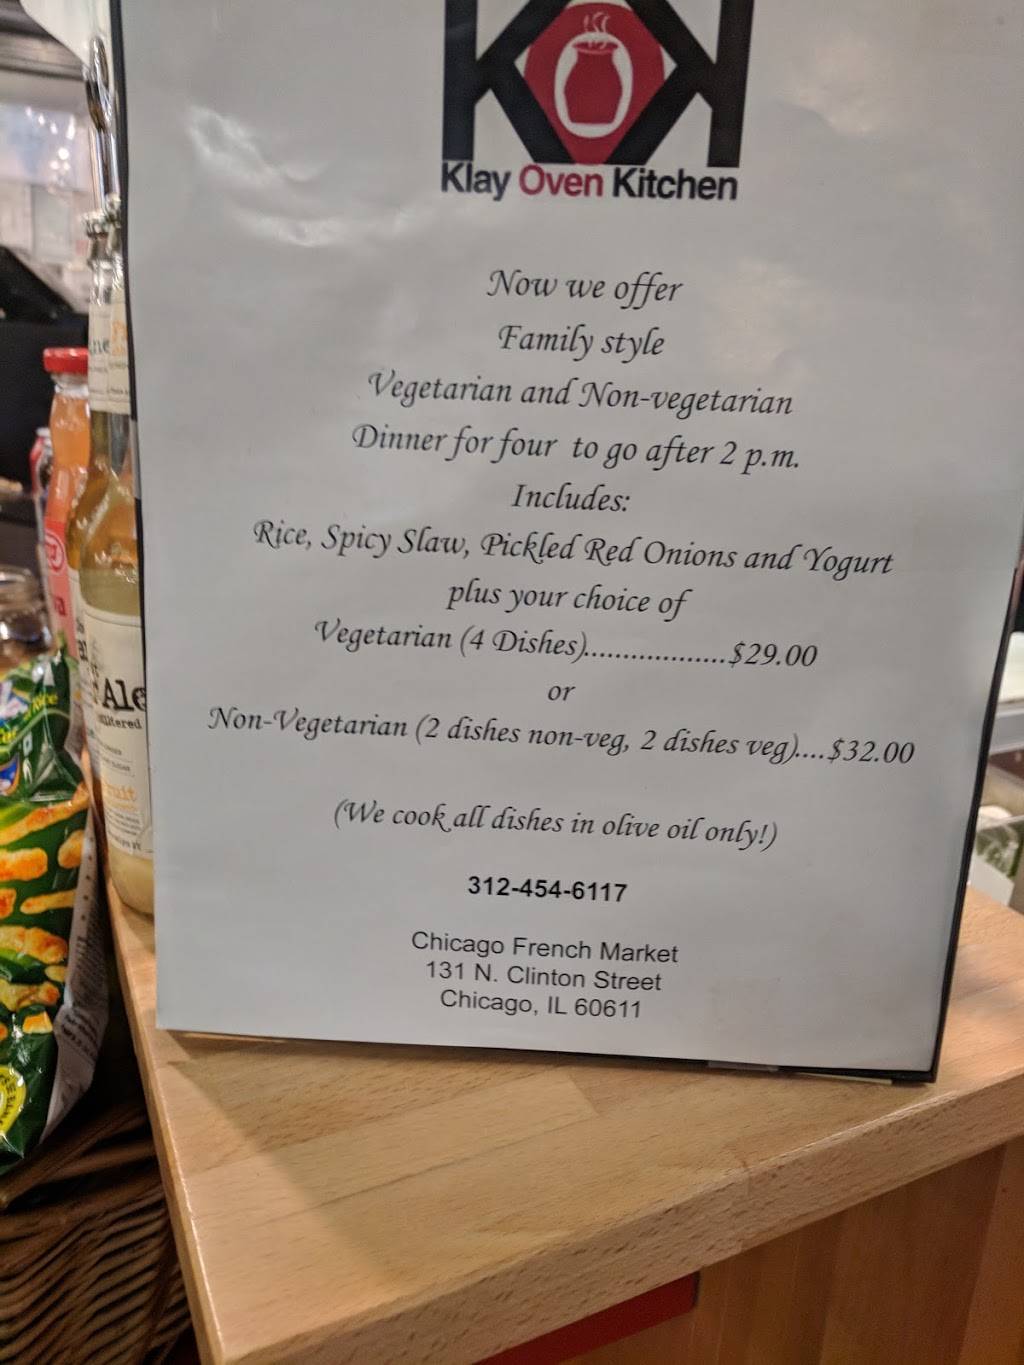 Klay Oven Kitchen
Now we offer
Family style
Vegetarian and Non-vegetarian
Dinner for four to go after 2 p.m.
Includes:
Rice, Spicy Slaw, Pickled Red Onions and Yogurt
plus your choice of
Vegetarian (4 Dishes)..................$29.00
or
Non-Vegetarian (2 dishes non-veg, 2 dishes veg)....$32.00
(We cook all dishes in olive oil only!)
312-454-6117
Chicago French Market
131 N. Clinton Street
Chicago, IL 60611
Ale